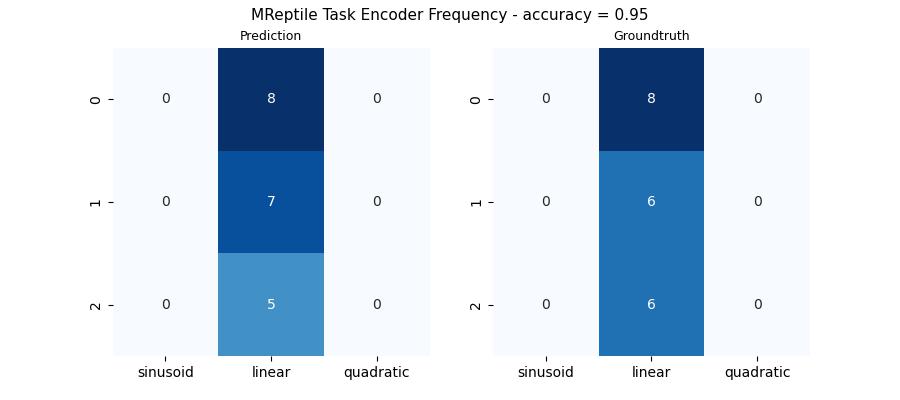 MReptile Task Encoder Frequency - accuracy = 0.95
Prediction
0 0 8 0
1 0 7 0
2 0 5 0
sinusoid linear quadratic
Groundtruth
0 0 8 0
1 0 6 0
2 0 6 0
sinusoid linear quadratic